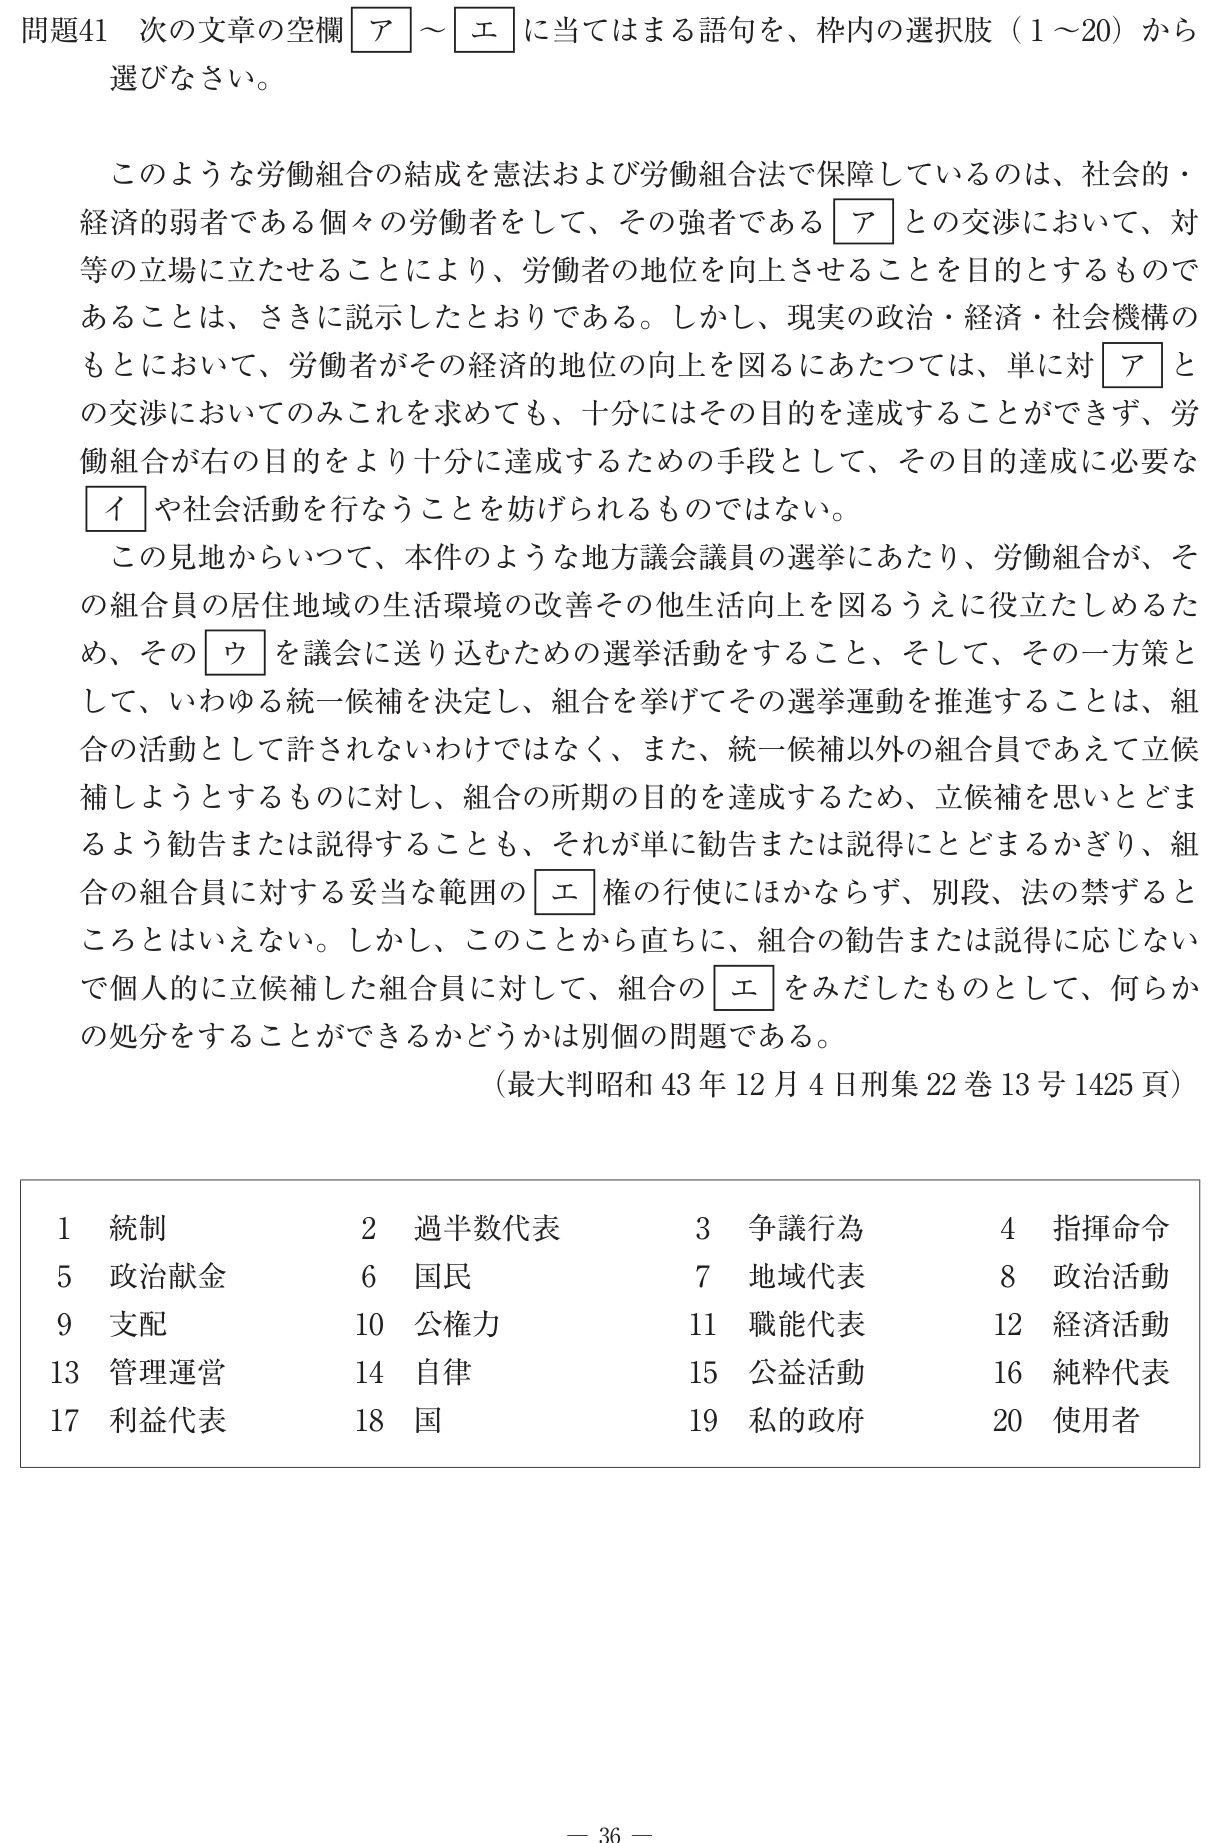 問題41 次の文章の空欄 ア ～ エ に当てはまる語句を、枠内の選択肢（1～20）から
選びなさい。
このような労働組合の結成を憲法および労働組合法で保障しているのは、社会的・
経済的弱者である個々の労働者をして、その強者である ア との交渉において、対
等の立場に立たせることにより、労働者の地位を向上させることを目的とするもので
あることは、さきに説示したとおりである。しかし、現実の政治・経済・社会機構の
もとにおいて、労働者がその経済的地位の向上を図るにあたつては、単に対 ア と
の交渉においてのみこれを求めても、十分にはその目的を達成することができず、労
働組合が右の目的をより十分に達成するための手段として、その目的達成に必要な
イ や社会活動を行なうことを妨げられるものではない。
この見地からいつて、本件のような地方議会議員の選挙にあたり、労働組合が、そ
の組合員の居住地域の生活環境の改善その他生活向上を図るうえに役立たしめるた
め、その ウ を議会に送り込むための選挙活動をすること、そして、その一方策と
して、いわゆる統一候補を決定し、組合を挙げてその選挙運動を推進することは、組
合の活動として許されないわけではなく、また、統一候補以外の組合員であえて立候
補しようとするものに対し、組合の所期の目的を達成するため、立候補を思いとどま
るよう勧告または説得することも、それが単に勧告または説得にとどまるかぎり、組
合の組合員に対する妥当な範囲の エ 権の行使にほかならず、別段、法の禁ずると
ころとはいえない。しかし、このことから直ちに、組合の勧告または説得に応じない
で個人的に立候補した組合員に対して、組合の エ をみだしたものとして、何らか
の処分をすることができるかどうかは別個の問題である。
（最大判昭和43年12月4日刑集22巻13号1425頁）
1 統制 2 過半数代表 3 争議行為 4 指揮命令
5 政治献金 6 国民 7 地域代表 8 政治活動
9 支配 10 公権力 11 職能代表 12 経済活動
13 管理運営 14 自律 15 公益活動 16 純粋代表
17 利益代表 18 国 19 私的政府 20 使用者
— 36 —